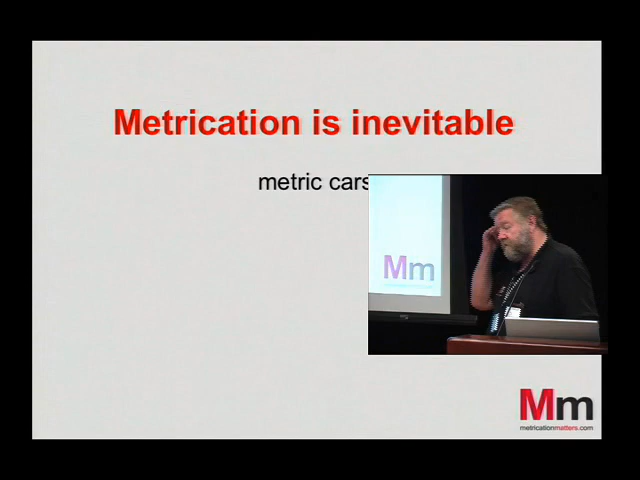 Metrication is inevitable
metric cars
Mm
Mm
metricationmatters.com